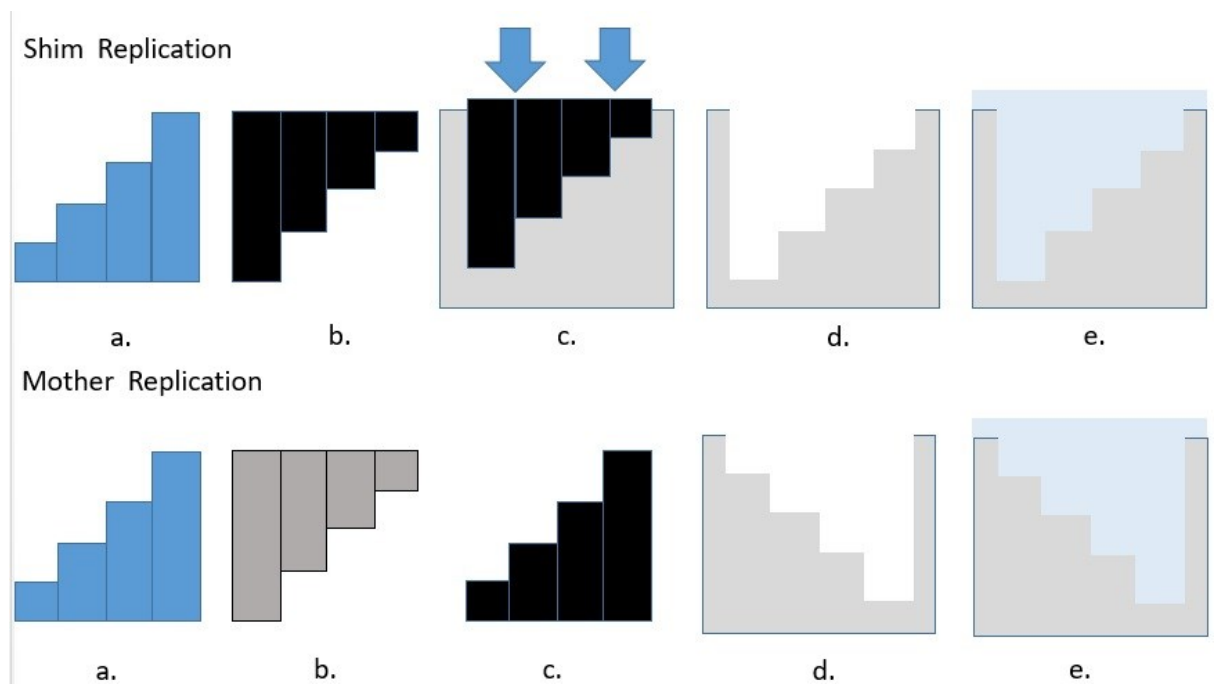 Shim Replication
a. b. c. d. e.
Mother Replication
a. b. c. d. e.